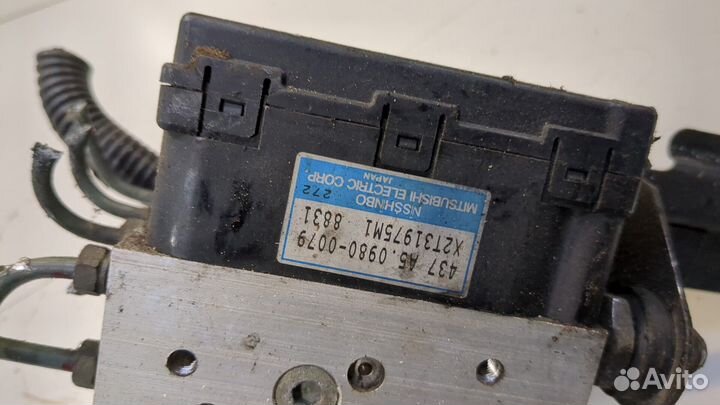 437 A5.0980-0079
X2T31975M1 8831
NISSHINBO 272
MITSUBISHI ELECTRIC CORP.
JAPAN
Avito